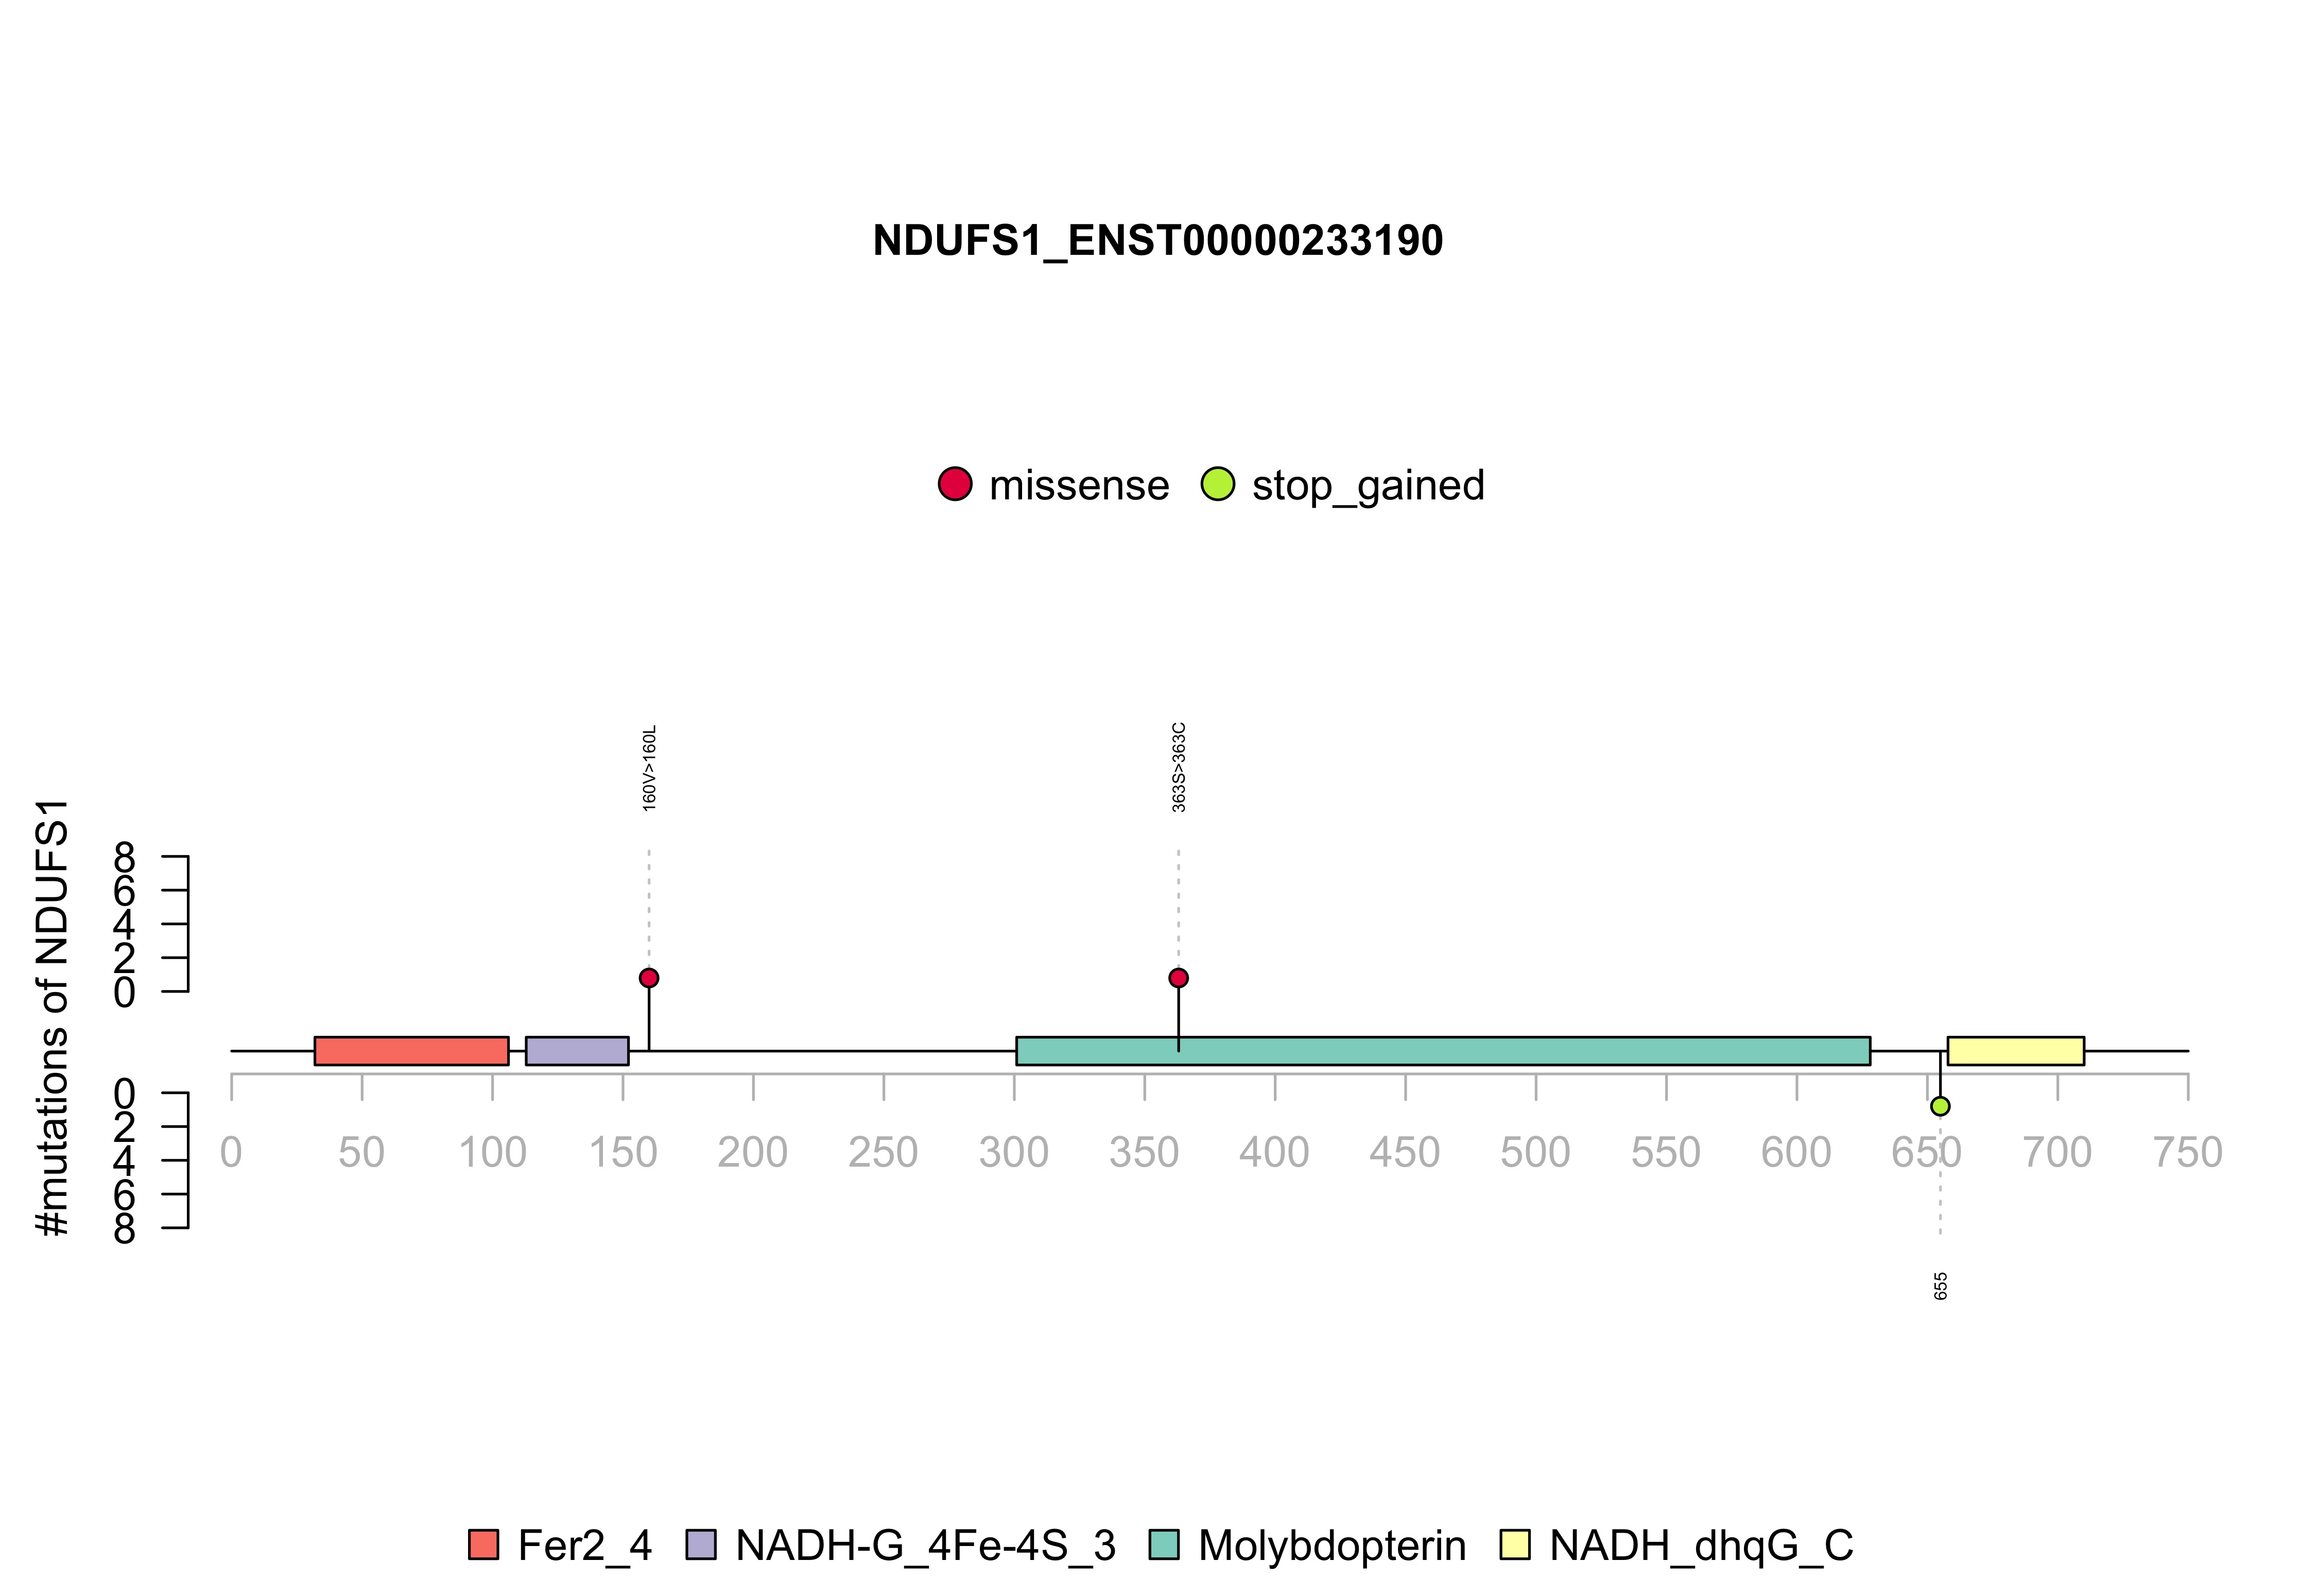 NDUFS1_ENST00000233190
missense stop_gained
160V>160L 363S>363C
#mutations of NDUFS1
8
6
4
2
0
0
2
4
6
8
0 50 100 150 200 250 300 350 400 450 500 550 600 650 700 750
655
Fer2_4 NADH-G_4Fe-4S_3 Molybdopterin NADH_dhqG_C